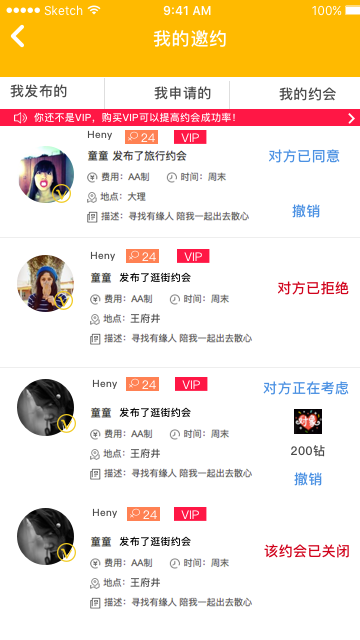 Sketch 9:41 AM 100%
我的邀约
我发布的 我申请的 我的约会
你还不是VIP，购买VIP可以提高约会成功率！
Heny 24 VIP
童童 发布了旅行约会 对方已同意
费用：AA制 时间：周末
地点：大理
描述：寻找有缘人 陪我一起出去散心 撤销
Heny 24 VIP
童童 发布了逛街约会 对方已拒绝
费用：AA制 时间：周末
地点：王府井
描述：寻找有缘人 陪我一起出去散心
Heny 24 VIP 对方正在考虑
童童 发布了逛街约会
费用：AA制 时间：周末
地点：王府井 200钻
描述：寻找有缘人 陪我一起出去散心 撤销
Heny 24 VIP
童童 发布了逛街约会 该约会已关闭
费用：AA制 时间：周末
地点：王府井
描述：寻找有缘人 陪我一起出去散心